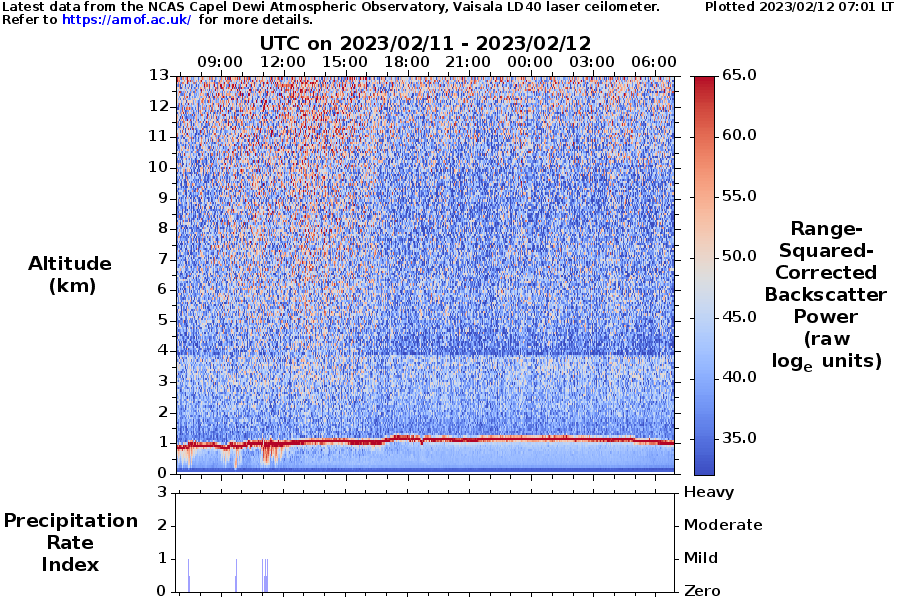 Latest data from the NCAS Capel Dewi Atmospheric Observatory, Vaisala LD40 laser ceilometer. Plotted 2023/02/12 07:01 LT
Refer to https://amof.ac.uk/ for more details.
UTC on 2023/02/11 - 2023/02/12
09:00 12:00 15:00 18:00 21:00 00:00 03:00 06:00
13
12
11
10
9
8
7
6
5
4
3
2
1
0
Altitude
(km)
65.0
60.0
55.0
50.0
45.0
40.0
35.0
Range-
Squared-
Corrected
Backscatter
Power
(raw
loge units)
Precipitation
Rate
Index
3
2
1
0
Heavy
Moderate
Mild
Zero